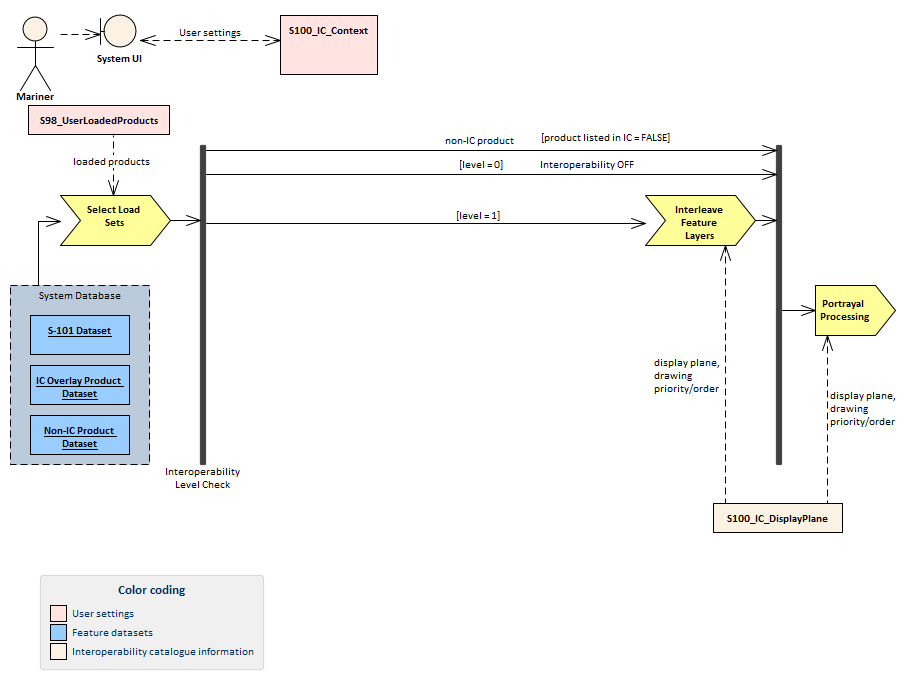 User settings
S100_IC_Context
System UI
Mariner
S98_UserLoadedProducts
loaded products
non-IC product
[product listed in IC = FALSE]
[level = 0]
Interoperability OFF
Select Load
Sets
[level = 1]
Interleave
Feature
Layers
System Database
S-101 Dataset
IC Overlay Product
Dataset
Non-IC Product
Dataset
Portrayal
Processing
display plane,
drawing
priority/order
display plane,
drawing
priority/order
Interoperability
Level Check
S100_IC_DisplayPlane
Color coding
User settings
Feature datasets
Interoperability catalogue information